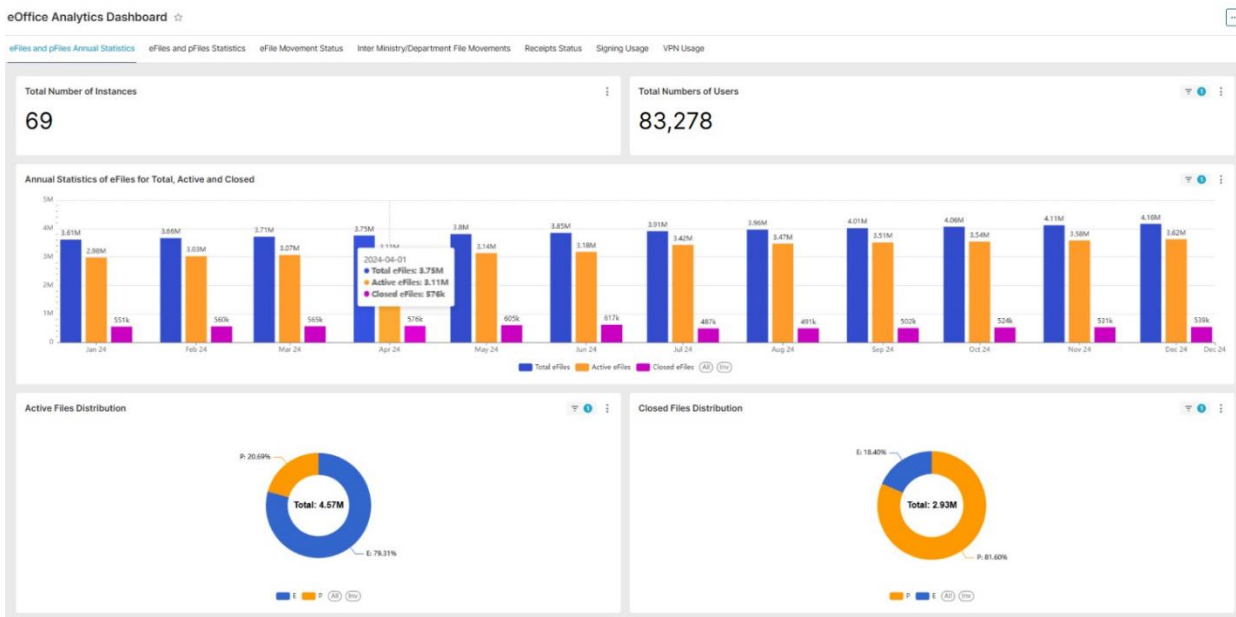 eOffice Analytics Dashboard
eFiles and pFiles Annual Statistics eFiles and pFiles Statistics eFile Movement Status Inter Ministry/Department File Movements Receipts Status Signing Usage VPN Usage
Total Number of Instances
69
Total Numbers of Users
1
83,278
Annual Statistics of eFiles for Total, Active and Closed
1
5M
4M
3M
2M
1M
0
3.61M 2.98M 551k
3.66M 3.03M 560k
3.71M 3.07M 565k
3.75M 3.11M 576k
3.8M 3.14M 605k
3.85M 3.18M 617k
3.91M 3.42M 487k
3.96M 3.47M 491k
4.01M 3.51M 502k
4.06M 3.54M 524k
4.11M 3.58M 531k
4.16M 3.62M 539k
2024-04-01
Total eFiles: 3.75M
Active eFiles: 3.11M
Closed eFiles: 576k
Jan 24 Feb 24 Mar 24 Apr 24 May 24 Jun 24 Jul 24 Aug 24 Sep 24 Oct 24 Nov 24 Dec 24 Dec 24
Total eFiles Active eFiles Closed eFiles All Inv
Active Files Distribution
1
P: 20.69%
Total: 4.57M
E: 79.31%
E P All Inv
Closed Files Distribution
1
E: 18.40%
Total: 2.93M
P: 81.60%
P E All Inv